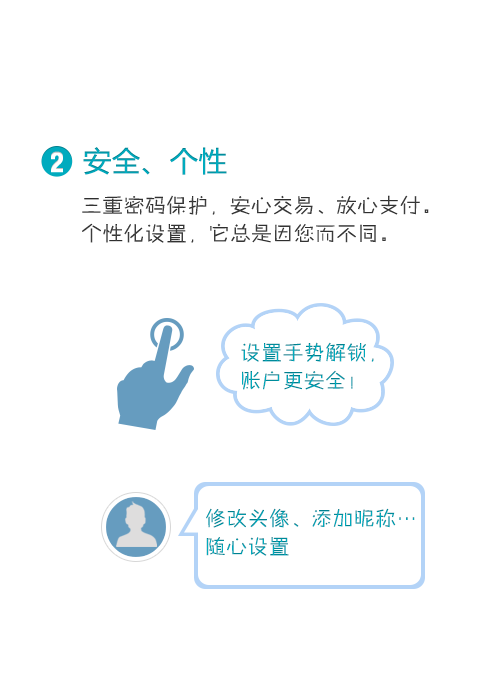 2 安全、个性
三重密码保护，安心交易、放心支付。
个性化设置，它总是因您而不同。
设置手势解锁，
账户更安全！
修改头像、添加昵称…
随心设置